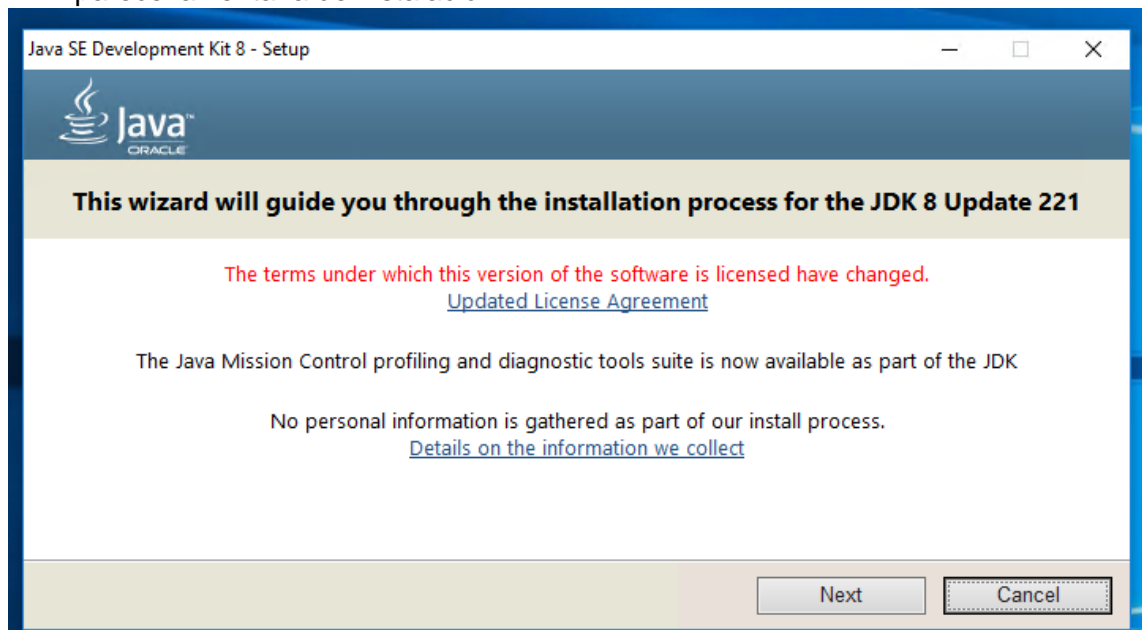 Java SE Development Kit 8 - Setup
Java™
ORACLE
This wizard will guide you through the installation process for the JDK 8 Update 221
The terms under which this version of the software is licensed have changed.
Updated License Agreement
The Java Mission Control profiling and diagnostic tools suite is now available as part of the JDK
No personal information is gathered as part of our install process.
Details on the information we collect
Next
Cancel